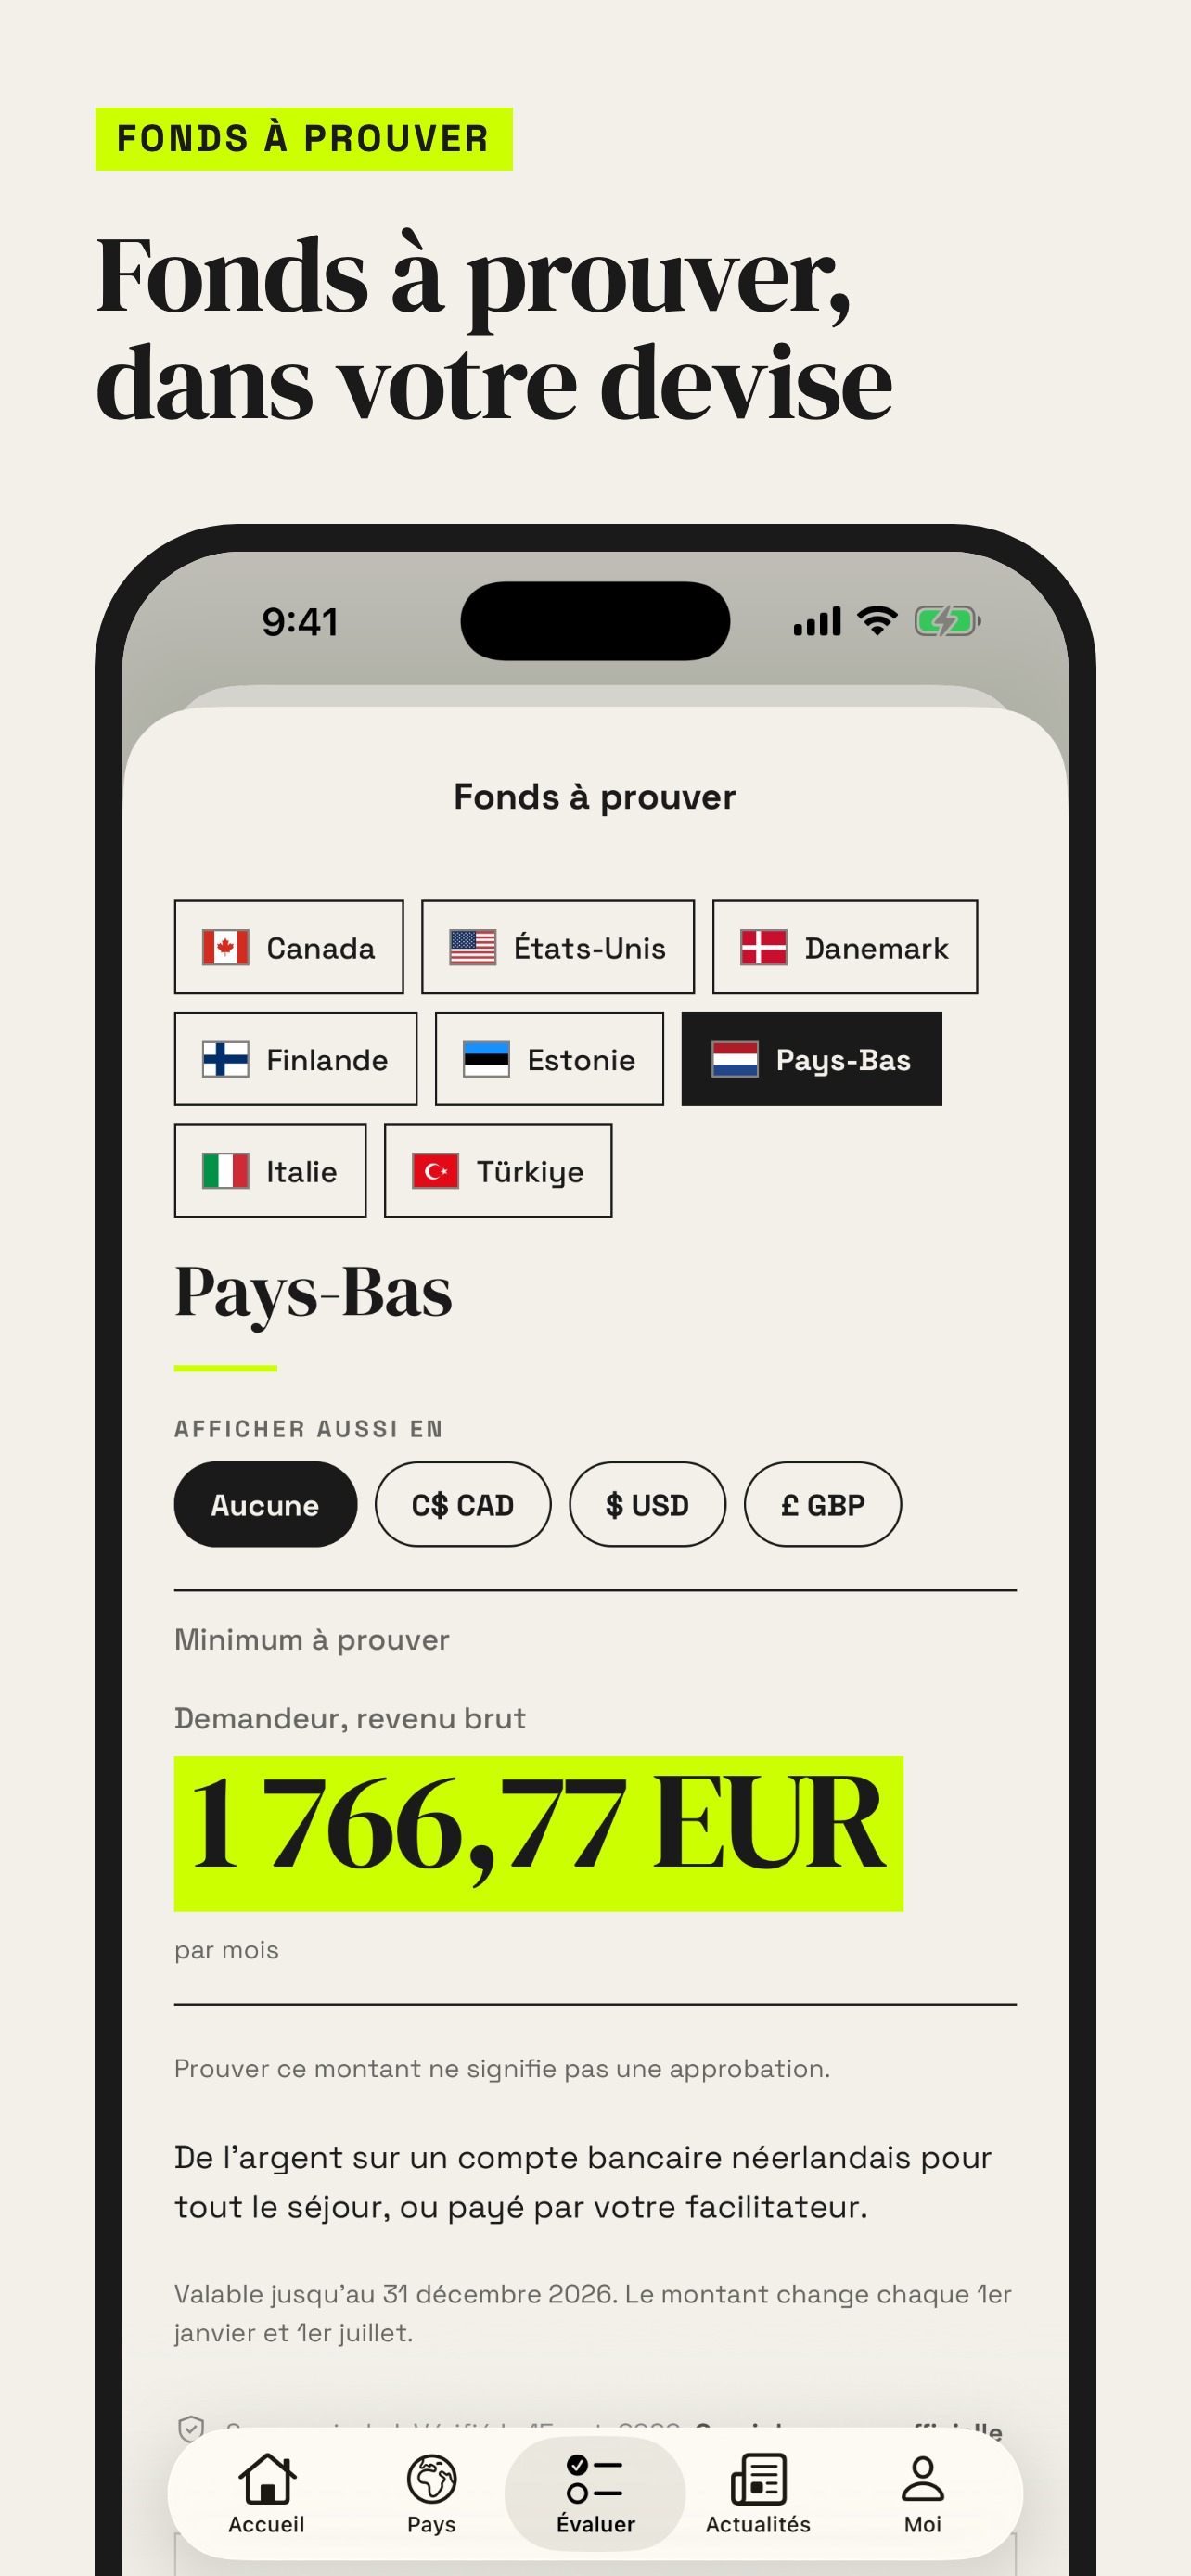 FONDS À PROUVER
Fonds à prouver,
dans votre devise
9:41
Fonds à prouver
Canada
États-Unis
Danemark
Finlande
Estonie
Pays-Bas
Italie
Türkiye
Pays-Bas
AFFICHER AUSSI EN
Aucune
C$ CAD
$ USD
£ GBP
Minimum à prouver
Demandeur, revenu brut
1 766,77 EUR
par mois
Prouver ce montant ne signifie pas une approbation.
De l’argent sur un compte bancaire néerlandais pour
tout le séjour, ou payé par votre facilitateur.
Valable jusqu’au 31 décembre 2026. Le montant change chaque 1er
janvier et 1er juillet.
Accueil
Pays
Évaluer
Actualités
Moi